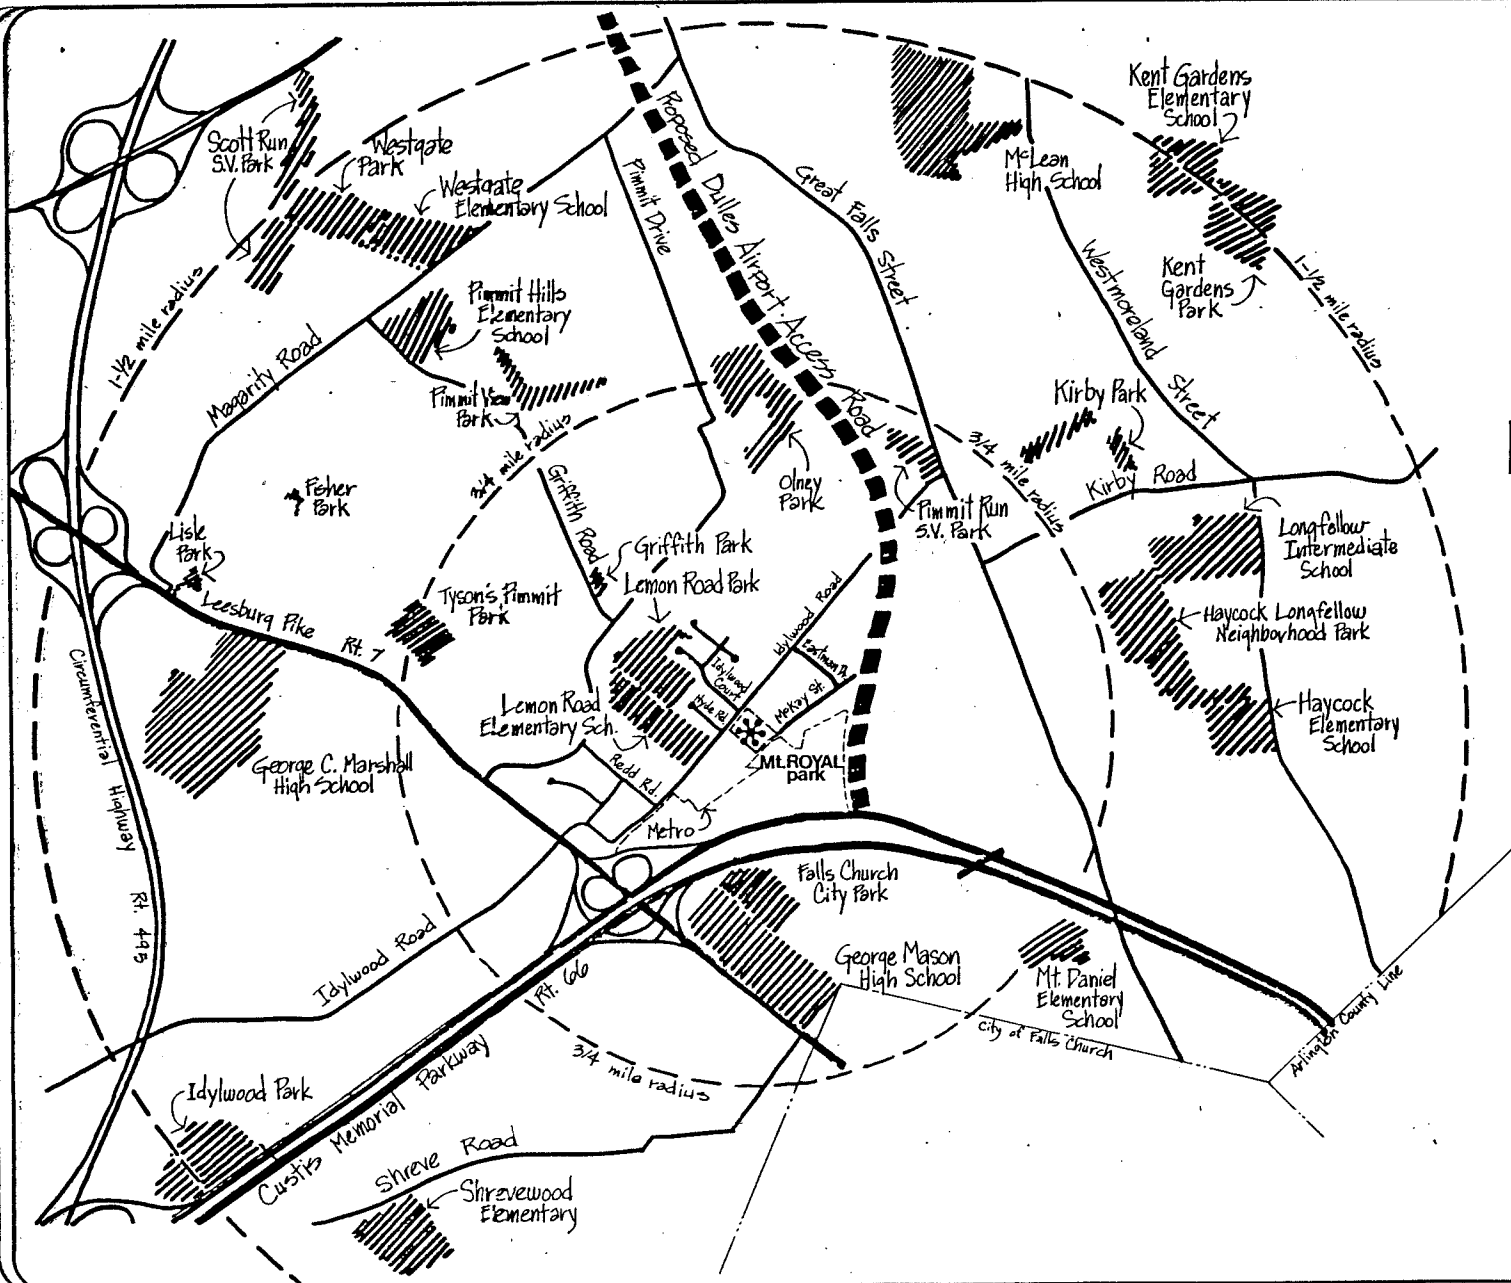 Kent Gardens
Elementary
School
Scott Run
S.V. Park
Westgate
Park
Westgate
Elementary School
McLean
High School
Pimmit Drive
Proposed Dulles Airport Access Road
Great Falls Street
Westmoreland Street
Kent
Gardens
Park
1-1/2 mile radius
1-1/2 mile radius
Pimmit Hills
Elementary
School
Magarity Road
Pimmit View
Park
3/4 mile radius
Kirby Park
3/4 mile radius
Kirby Road
Olney
Park
Pimmit Run
S.V. Park
Fisher
Park
Lisle
Park
Griffith Road
Griffith Park
Lemon Road Park
Longfellow
Intermediate
School
Tyson's Pimmit
Park
Leesburg Pike
Rt. 7
Idylwood Road
Eastman Dr.
Idylwood
Court
McKay St.
Hyde Rd.
Haycock Longfellow
Neighborhood Park
Haycock
Elementary
School
Circumferential Highway Rt. 495
Lemon Road
Elementary Sch.
George C. Marshall
High School
Redd Rd.
Mt. ROYAL
park
Metro
Falls Church
City Park
George Mason
High School
Mt. Daniel
Elementary
School
Idylwood Road
Rt. 66
City of Falls Church
Arlington County Line
3/4 mile radius
Idylwood Park
Custis Memorial Parkway
Shreve Road
Shrevewood
Elementary